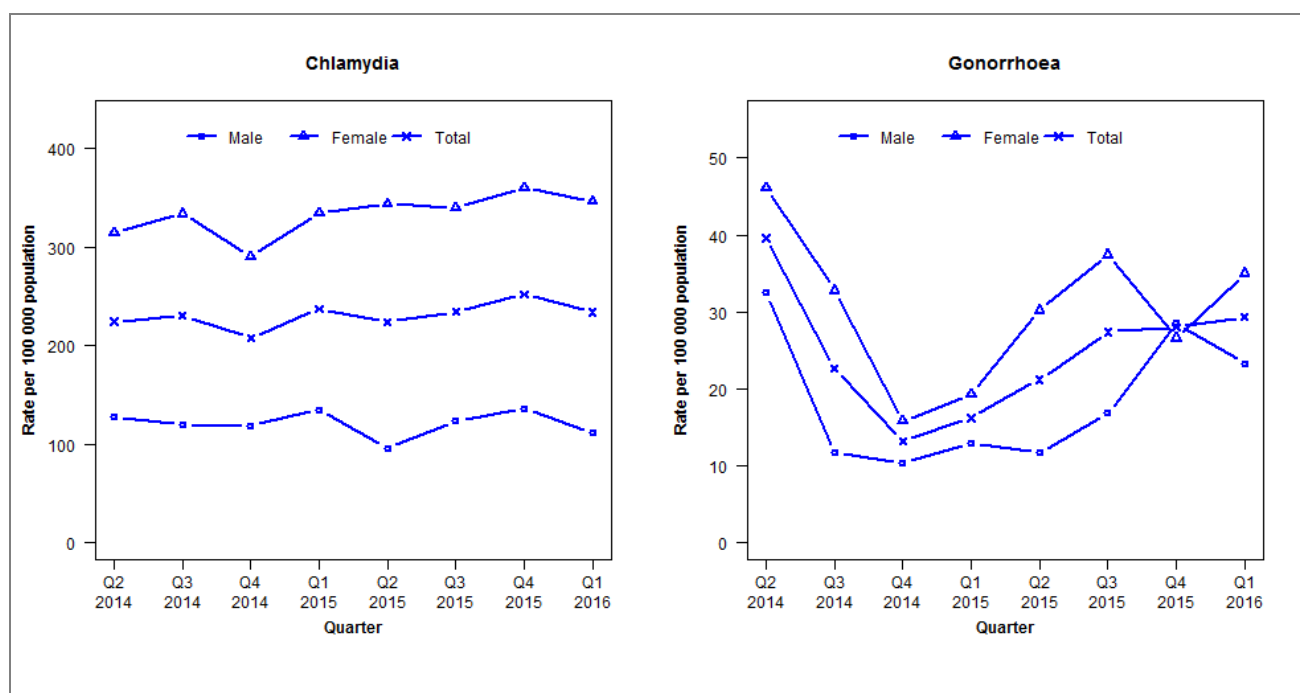 Chlamydia
Male Female Total
Rate per 100 000 population
400
300
200
100
0
Q2 Q3 Q4 Q1 Q2 Q3 Q4 Q1
2014 2014 2014 2015 2015 2015 2015 2016
Quarter
Gonorrhoea
Male Female Total
Rate per 100 000 population
50
40
30
20
10
0
Q2 Q3 Q4 Q1 Q2 Q3 Q4 Q1
2014 2014 2014 2015 2015 2015 2015 2016
Quarter